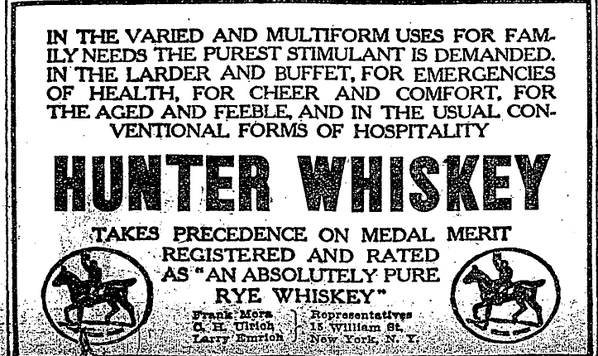 IN THE VARIED AND MULTIFORM USES FOR FAM-
ILY NEEDS THE PUREST STIMULANT IS DEMANDED.
IN THE LARDER AND BUFFET, FOR EMERGENCIES
OF HEALTH, FOR CHEER AND COMFORT, FOR
THE AGED AND FEEBLE, AND IN THE USUAL CON-
VENTIONAL FORMS OF HOSPITALITY
HUNTER WHISKEY
TAKES PRECEDENCE ON MEDAL MERIT
REGISTERED AND RATED
AS "AN ABSOLUTELY PURE
RYE WHISKEY"
Frank Mora
C. H. Ulrich
Larry Emrich
Representatives
15 William St.
New York, N. Y.